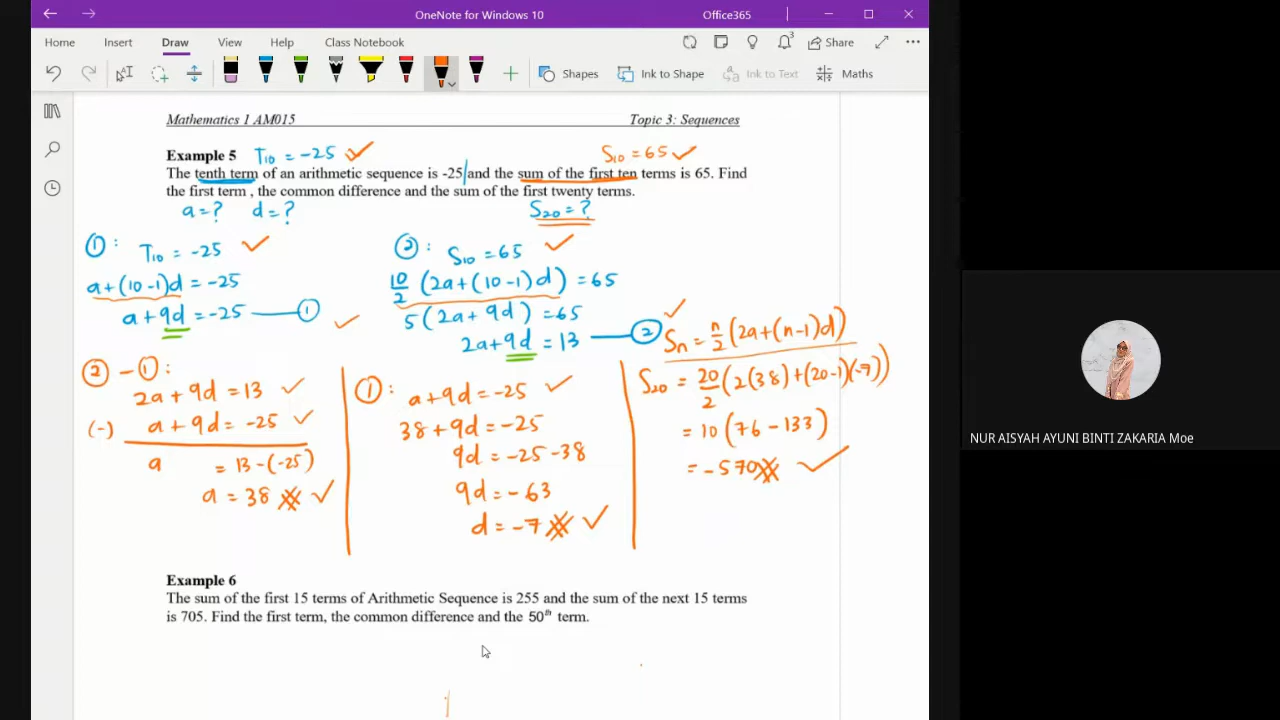 OneNote for Windows 10
Office365
Home Insert Draw View Help Class Notebook
3
Share
Shapes Ink to Shape Ink to Text Maths
Mathematics 1 AM015
Topic 3: Sequences
Example 5 T10 = -25 ✓ S10 = 65 ✓
The tenth term of an arithmetic sequence is -25 and the sum of the first ten terms is 65. Find
the first term , the common difference and the sum of the first twenty terms.
a = ? d = ? S20 = ?
① : T10 = -25 ✓
a + (10-1)d = -25
a + 9d = -25 —— ① ✓
② : S10 = 65 ✓
10/2 (2a + (10-1)d) = 65
5(2a + 9d) = 65
2a + 9d = 13 —— ②
② - ① :
2a + 9d = 13 ✓
(-) a + 9d = -25 ✓
a = 13 - (-25)
a = 38 ✓
① : a + 9d = -25 ✓
38 + 9d = -25
9d = -25 - 38
9d = -63
d = -7 ✓
✓
Sn = n/2 (2a + (n-1)d)
S20 = 20/2 (2(38) + (20-1)(-7))
= 10 (76 - 133)
= -570 ✓
Example 6
The sum of the first 15 terms of Arithmetic Sequence is 255 and the sum of the next 15 terms
is 705. Find the first term, the common difference and the 50th term.
NUR AISYAH AYUNI BINTI ZAKARIA Moe